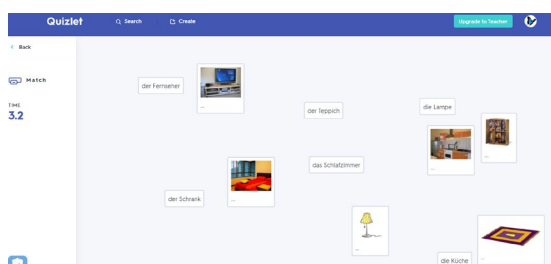 Quizlet
Search
Create
Upgrade to Teacher
Back
Match
TIME
3.2
der Fernseher
...
der Teppich
die Lampe
...
...
das Schlafzimmer
...
der Schrank
...
die Küche
...